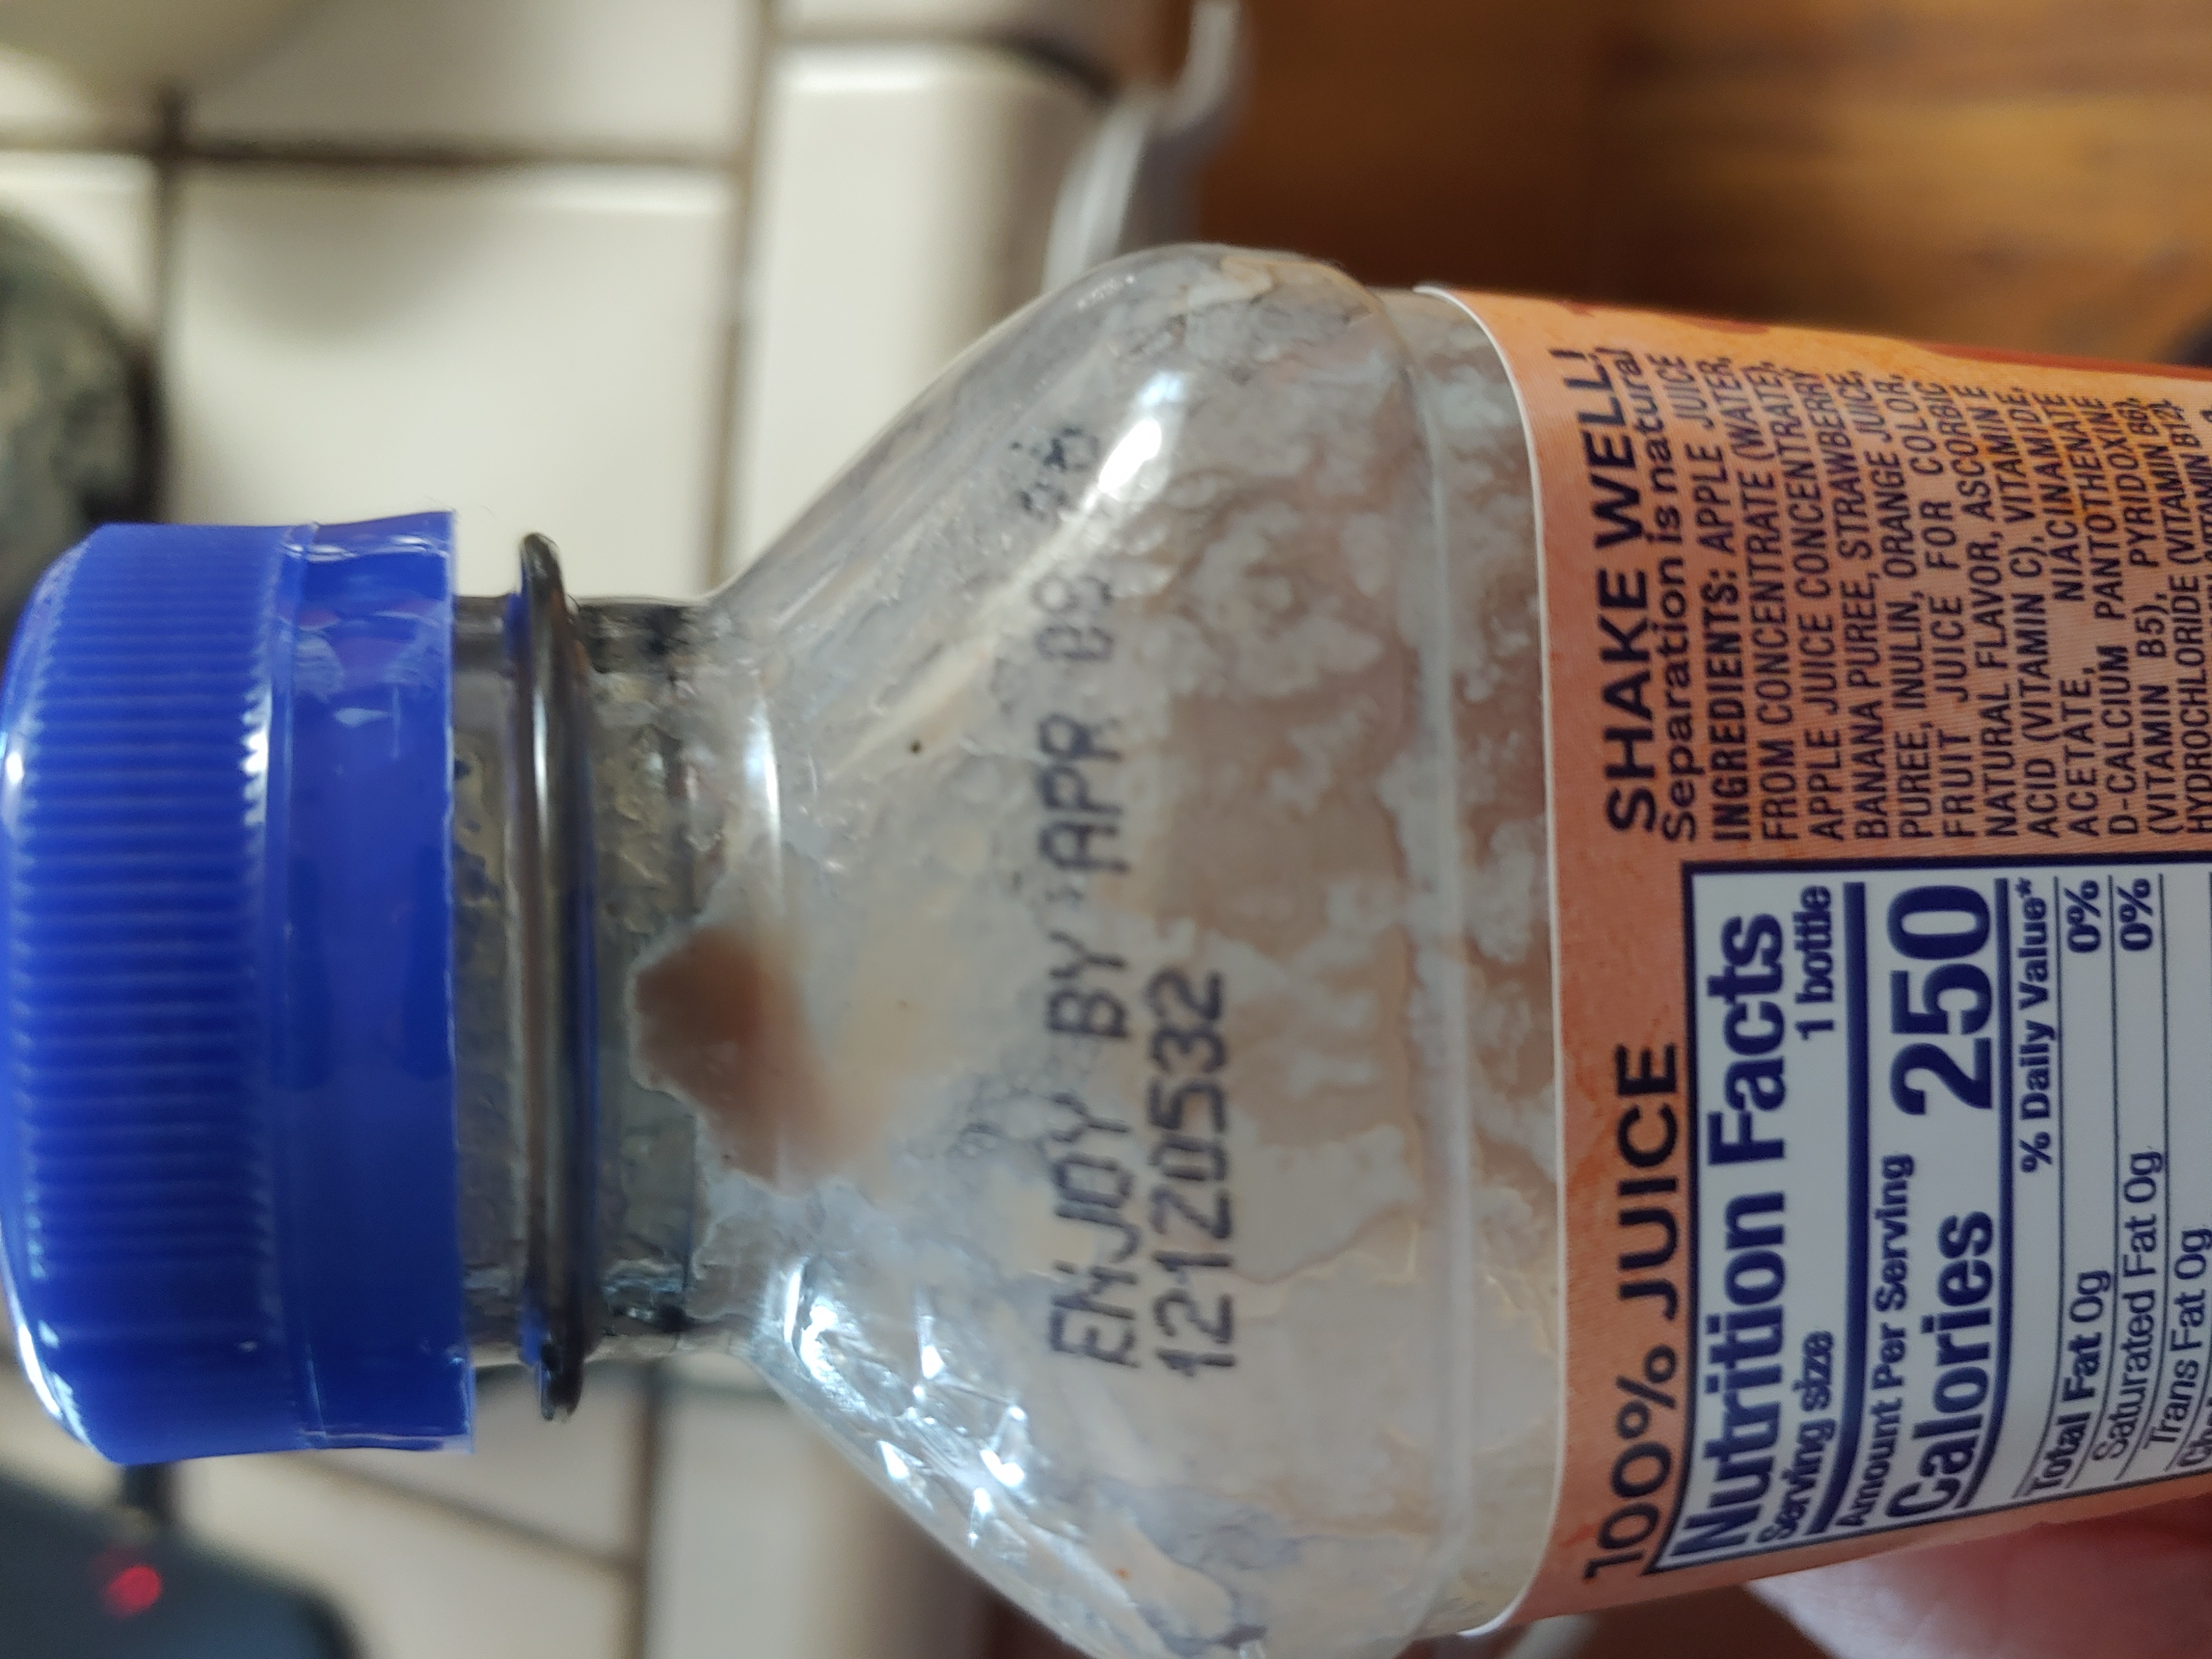 ENJOY BY APR 08
12120532
100% JUICE
Nutrition Facts
Serving size 1 bottle
Amount Per Serving
Calories 250
% Daily Value*
Total Fat 0g 0%
Saturated Fat 0g 0%
Trans Fat 0g
SHAKE WELL!
Separation is natural
INGREDIENTS: APPLE JUICE
FROM CONCENTRATE (WATER,
APPLE JUICE CONCENTRATE),
BANANA PUREE, STRAWBERRY
PUREE, INULIN, ORANGE JUICE,
FRUIT JUICE FOR COLOR,
NATURAL FLAVOR, ASCORBIC
ACID (VITAMIN C), VITAMIN E
ACETATE, NIACINAMIDE,
D-CALCIUM PANTOTHENATE
(VITAMIN B5), PYRIDOXINE
HYDROCHLORIDE (VITAMIN B6),